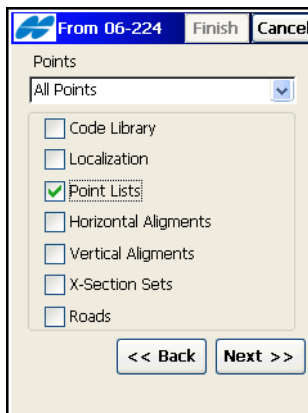 From 06-224 Finish Cancel
Points
All Points
Code Library
Localization
Point Lists
Horizontal Aligments
Vertical Aligments
X-Section Sets
Roads
<< Back Next >>